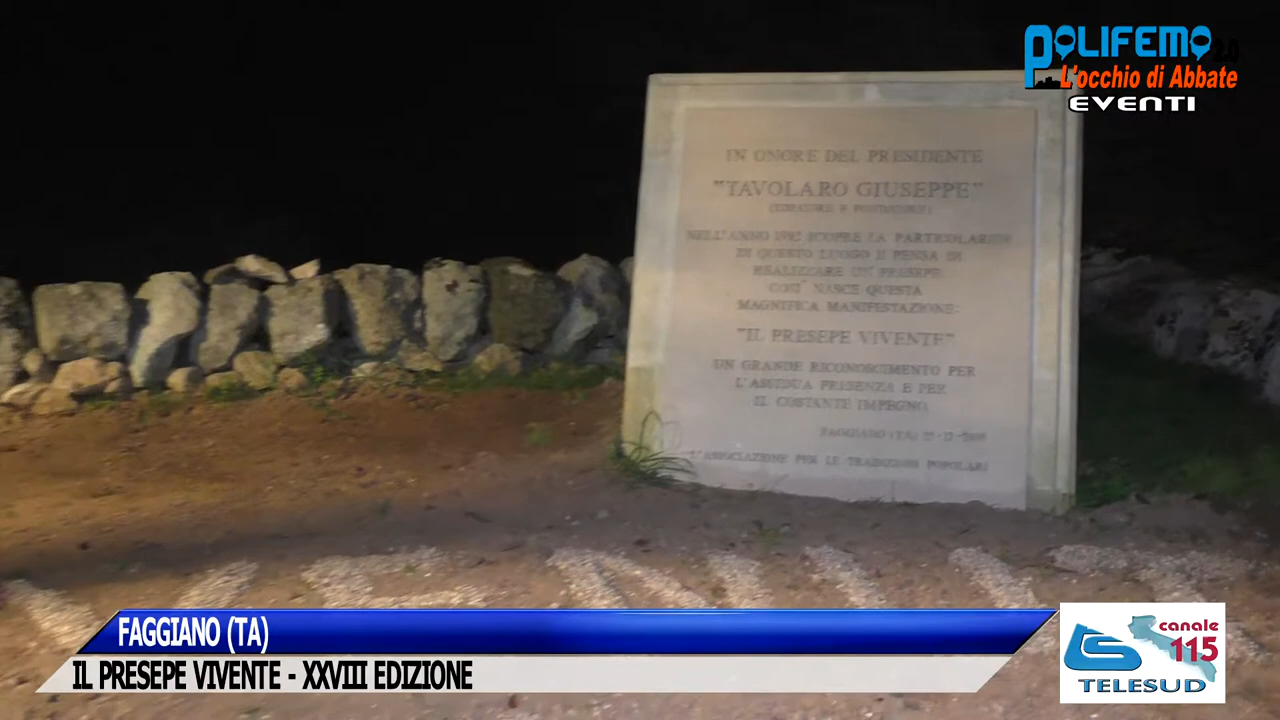 POLIFEMO 2.0
L'occhio di Abbate
EVENTI
IN ONORE DEL PRESIDENTE
"TAVOLARO GIUSEPPE"
NELL'ANNO SCOPRE LA PARTICOLARITA'
DI QUESTO LUOGO E PENSA DI
REALIZZARE UN PRESEPE
COSI' NASCE QUESTA
MAGNIFICA MANIFESTAZIONE:
"IL PRESEPE VIVENTE"
UN GRANDE RICONOSCIMENTO PER
L'ASSIDUA PRESENZA E PER
IL COSTANTE IMPEGNO
FAGGIANO (TA)
L'ASSOCIAZIONE PER LE TRADIZIONI POPOLARI
FAGGIANO (TA)
IL PRESEPE VIVENTE - XXVIII EDIZIONE
canale
115
TELESUD